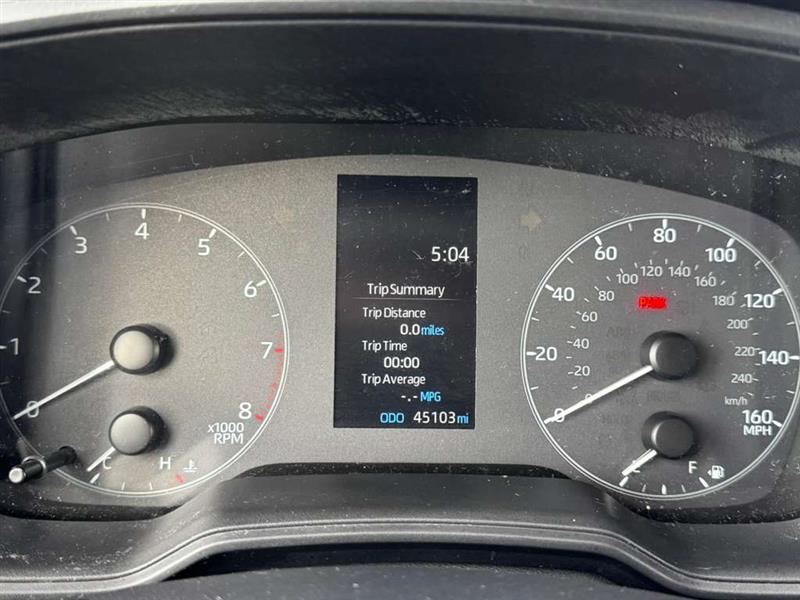 0
1
2
3
4
5
6
7
8
x1000
RPM
C
H
5:04
Trip Summary
Trip Distance
0.0 miles
Trip Time
00:00
Trip Average
-.- MPG
ODO 45103 mi
0
20
40
60
80
100
120
140
160
MPH
20
40
60
80
100
120
140
160
180
200
220
240
km/h
PARK
F